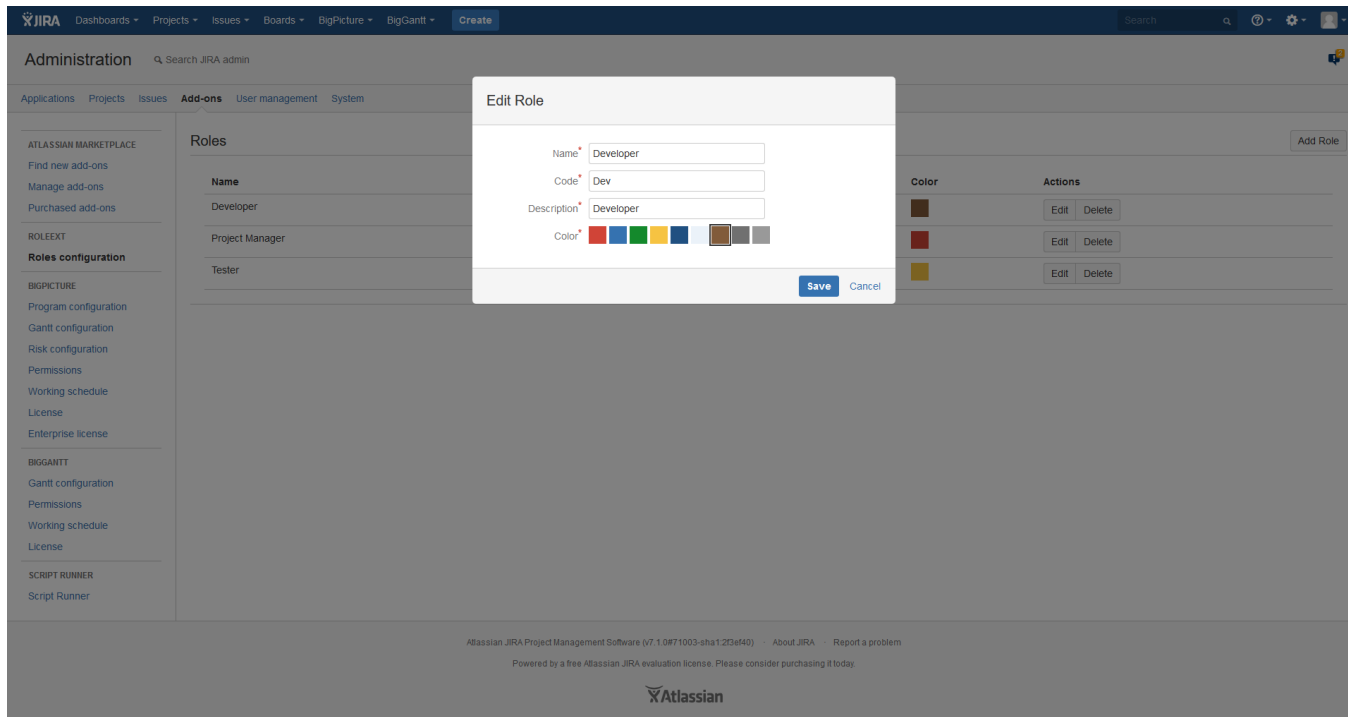 JIRA Dashboards Projects Issues Boards BigPicture BigGantt Create Search
Administration Search JIRA admin
Applications Projects Issues Add-ons User management System
ATLASSIAN MARKETPLACE
Find new add-ons
Manage add-ons
Purchased add-ons
ROLEEXT
Roles configuration
BIGPICTURE
Program configuration
Gantt configuration
Risk configuration
Permissions
Working schedule
License
Enterprise license
BIGGANTT
Gantt configuration
Permissions
Working schedule
License
SCRIPT RUNNER
Script Runner
Roles Add Role
Name Color Actions
Developer Edit Delete
Project Manager Edit Delete
Tester Edit Delete
Edit Role
Name* Developer
Code* Dev
Description* Developer
Color*
Save Cancel
Atlassian JIRA Project Management Software (v7.1.0#71003-sha1:2f3ef40) · About JIRA · Report a problem
Powered by a free Atlassian JIRA evaluation license. Please consider purchasing it today.
Atlassian